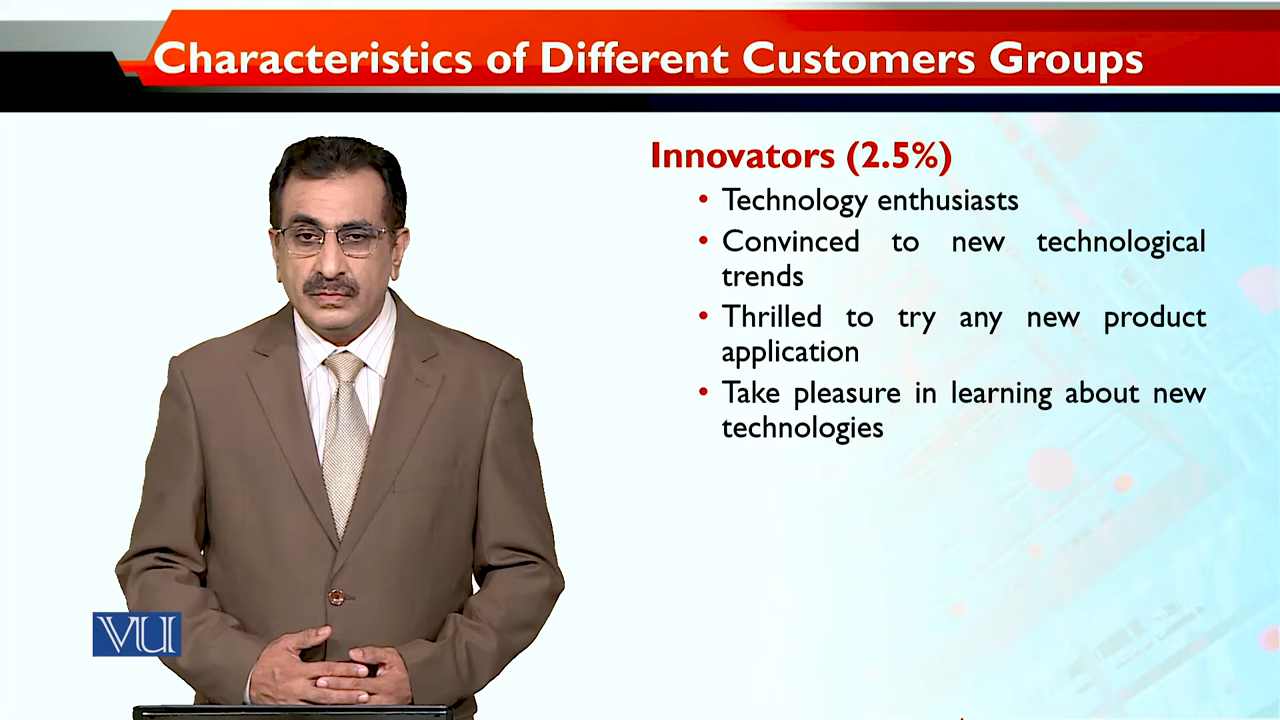 Characteristics of Different Customers Groups
Innovators (2.5%)
• Technology enthusiasts
• Convinced to new technological
trends
• Thrilled to try any new product
application
• Take pleasure in learning about new
technologies
VU